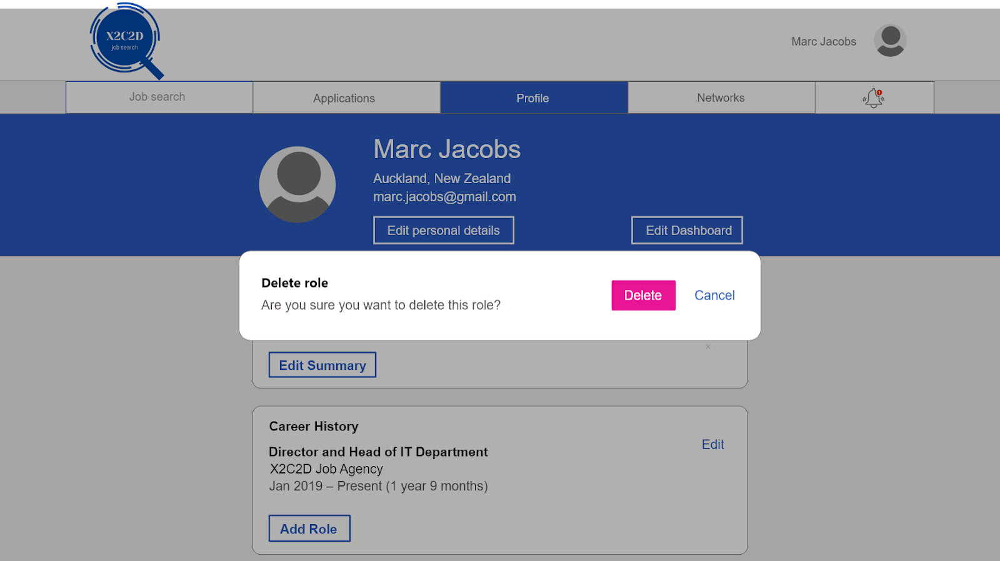 X2C2D
job search
Marc Jacobs
Job search
Applications
Profile
Networks
1
Marc Jacobs
Auckland, New Zealand
marc.jacobs@gmail.com
Edit personal details
Edit Dashboard
Delete role
Are you sure you want to delete this role?
Delete
Cancel
×
Edit Summary
Career History
Director and Head of IT Department
Edit
X2C2D Job Agency
Jan 2019 – Present (1 year 9 months)
Add Role